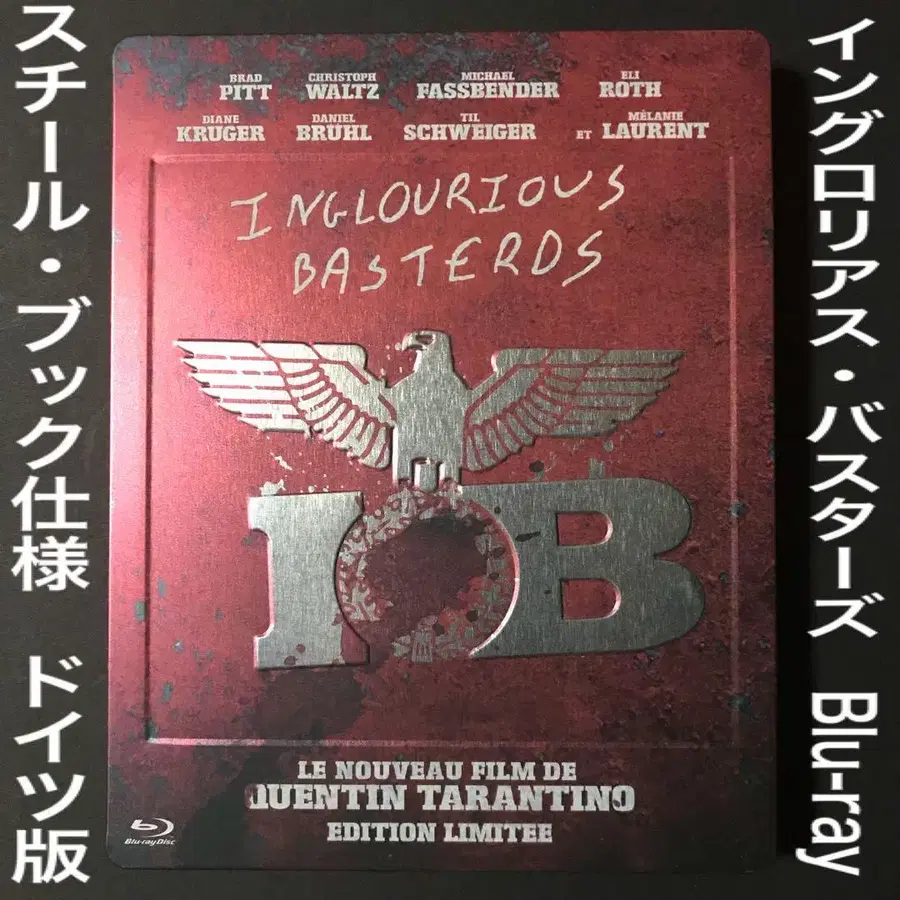 イングロリアス・バスターズ Blu-ray
スチール・ブック仕様 ドイツ版
BRAD PITT CHRISTOPH WALTZ MICHAEL FASSBENDER ELI ROTH
DIANE KRUGER DANIEL BRÜHL TIL SCHWEIGER ET MÉLANIE LAURENT
INGLOURIOUS
BASTERDS
IB
LE NOUVEAU FILM DE
QUENTIN TARANTINO
EDITION LIMITEE
Blu-ray Disc